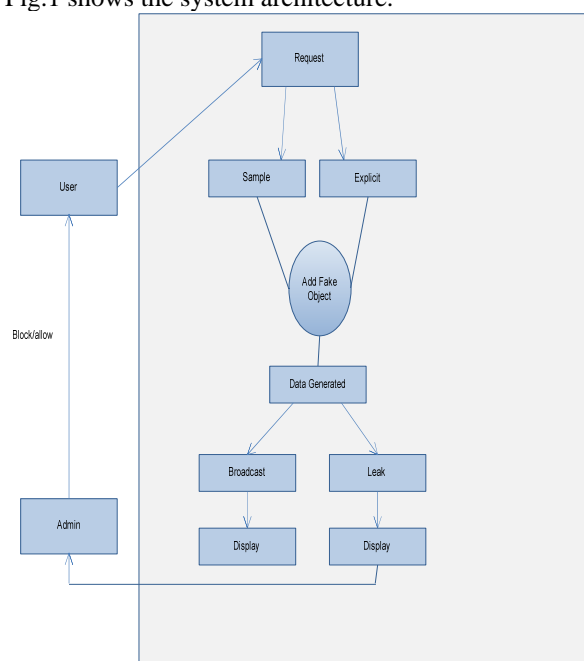 Fig.1 shows the system architecture.
Request
User
Sample
Explicit
Add Fake
Object
Block/allow
Data Generated
Broadcast
Leak
Admin
Display
Display